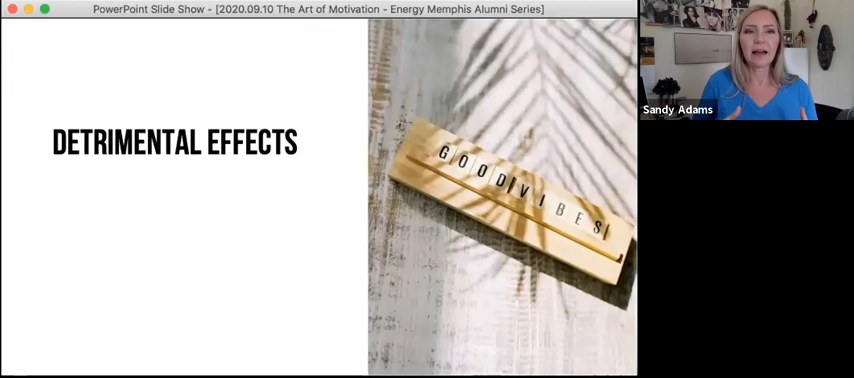 PowerPoint Slide Show - [2020.09.10 The Art of Motivation - Energy Memphis Alumni Series]
DETRIMENTAL EFFECTS
GOOD VIBES
Sandy Adams